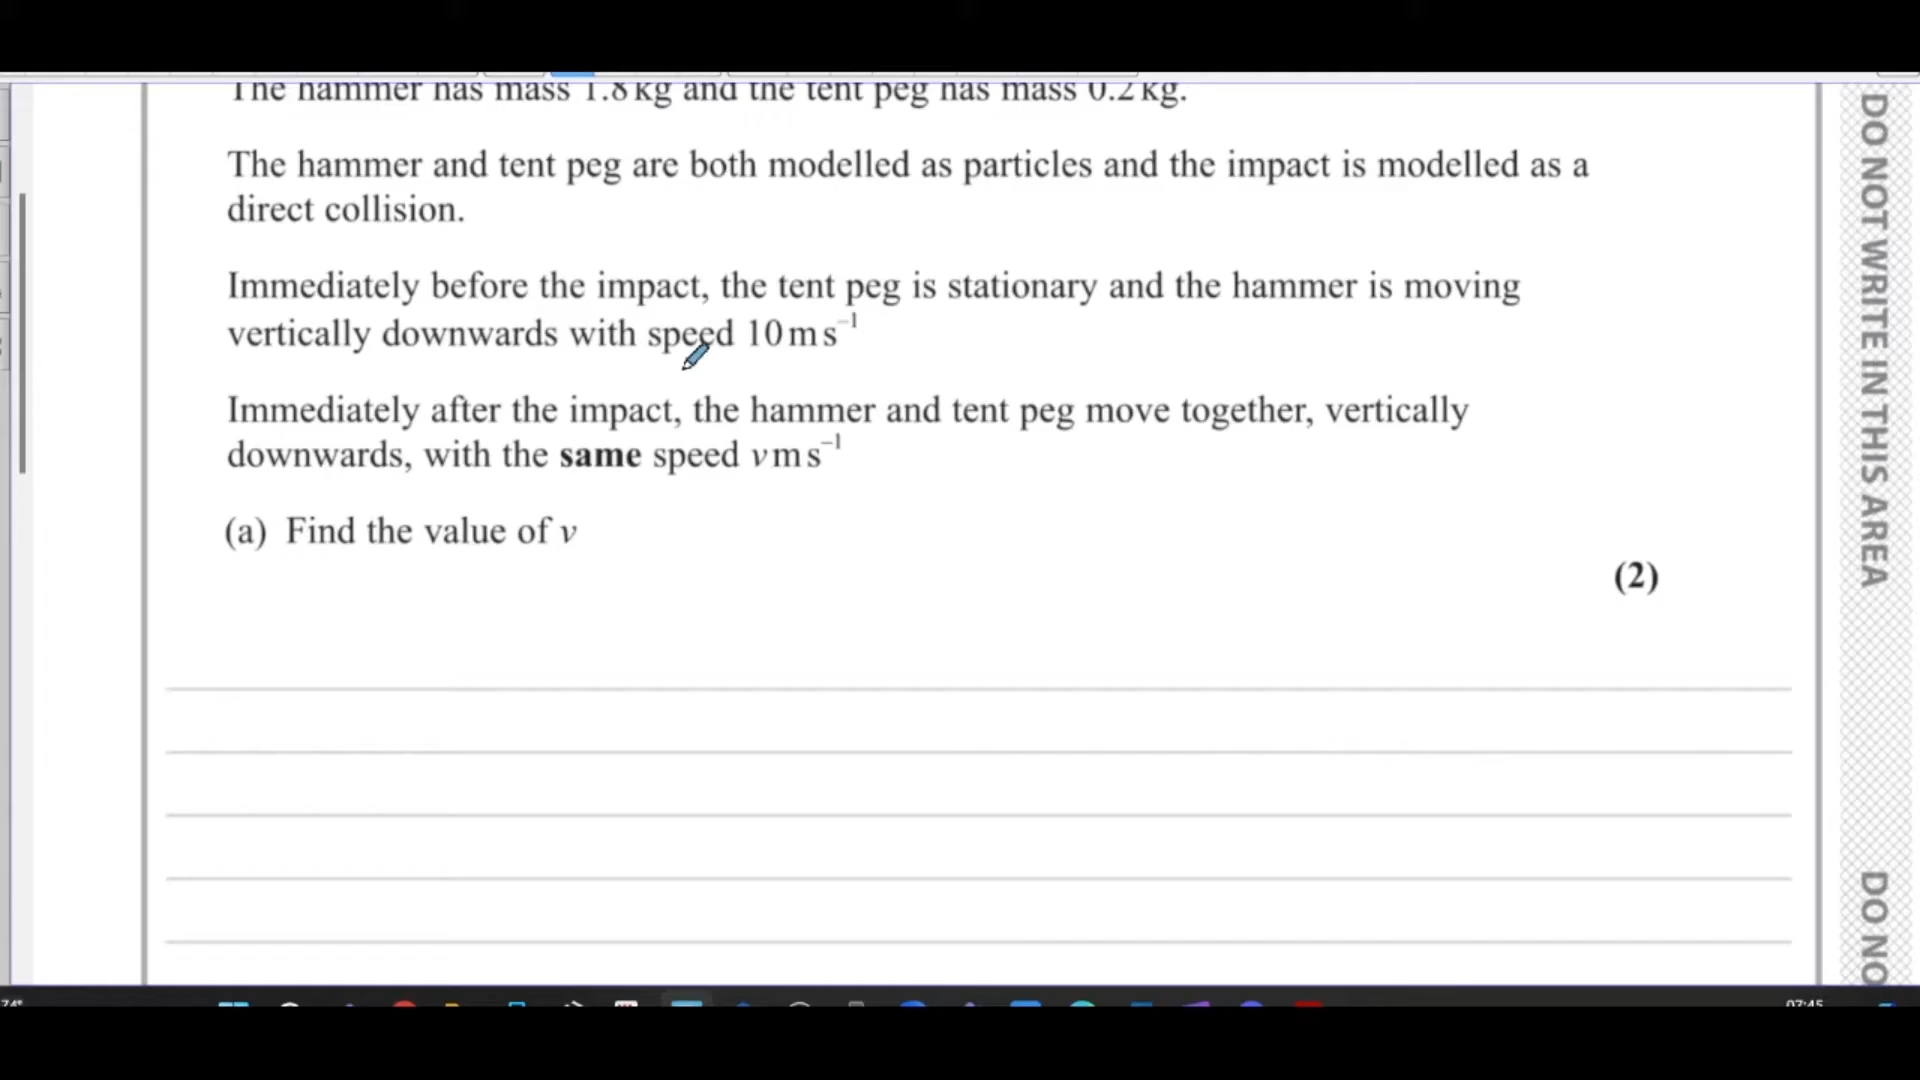 The hammer has mass 1.8 kg and the tent peg has mass 0.2 kg.
The hammer and tent peg are both modelled as particles and the impact is modelled as a
direct collision.
Immediately before the impact, the tent peg is stationary and the hammer is moving
vertically downwards with speed 10 m s⁻¹
Immediately after the impact, the hammer and tent peg move together, vertically
downwards, with the same speed v m s⁻¹
(a) Find the value of v
(2)
DO NOT WRITE IN THIS AREA
DO NO
74°
07:45